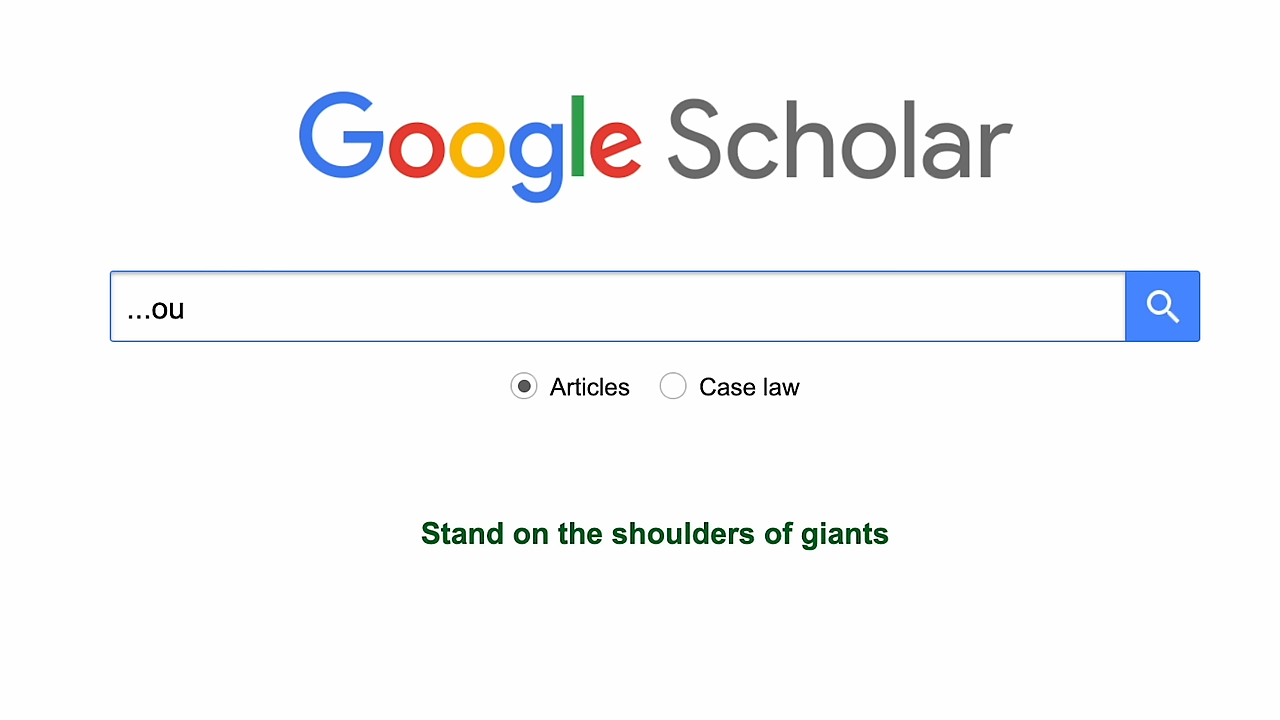 Google Scholar
...ou
Articles Case law
Stand on the shoulders of giants